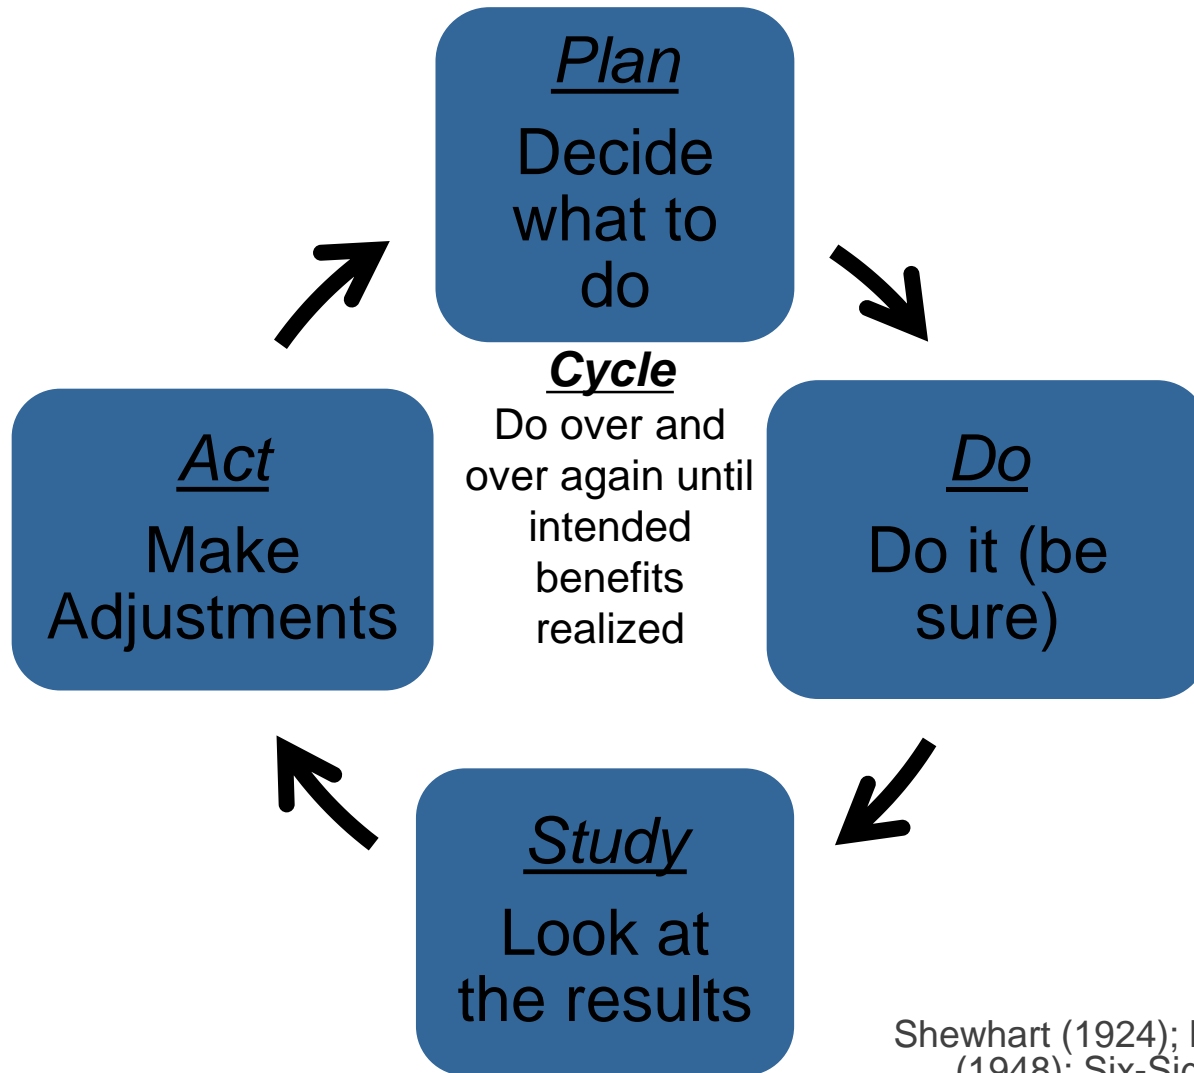 Plan
Decide
what to
do
Cycle
Do over and
over again until
intended
benefits
realized
Act
Make
Adjustments
Do
Do it (be
sure)
Study
Look at
the results
Shewhart (1924);
(1948);